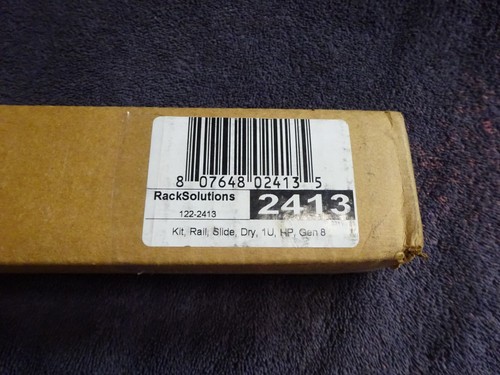 8 07648 02413 5
RackSolutions
122-2413
2413
Kit, Rail, Slide, Dry, 1U, HP, Gen 8